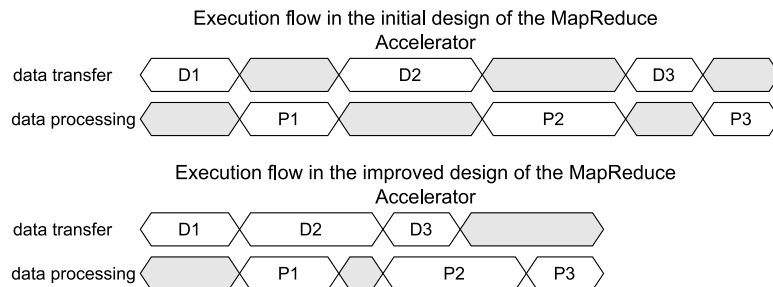 Execution flow in the initial design of the MapReduce
Accelerator
data transfer D1 D2 D3
data processing P1 P2 P3
Execution flow in the improved design of the MapReduce
Accelerator
data transfer D1 D2 D3
data processing P1 P2 P3